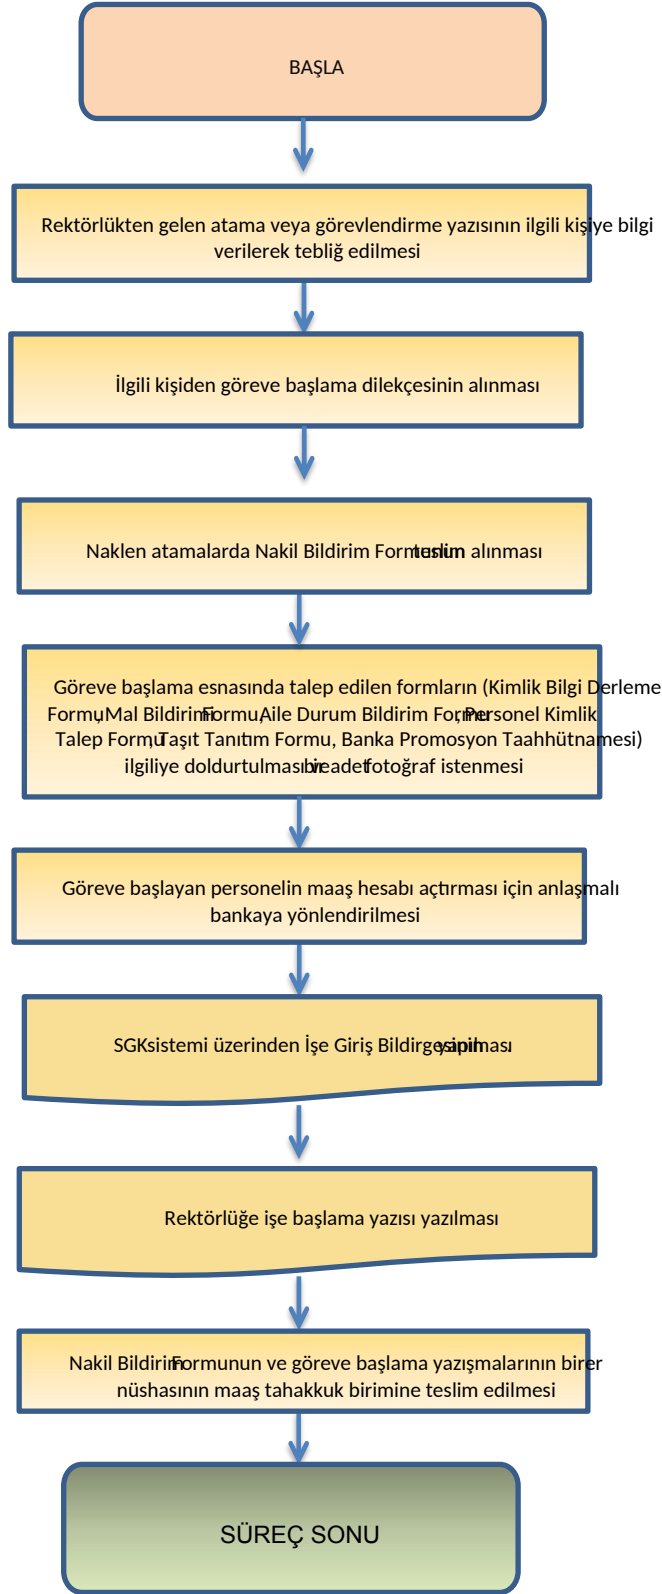 BAŞLA
Rektörlükten gelen atama veya görevlendirme yazısının ilgili kişiye bilgi
verilerek tebliğ edilmesi
İlgili kişiden göreve başlama dilekçesinin alınması
Naklen atamalarda Nakil Bildirim Formunun teslim alınması
Göreve başlama esnasında talep edilen formların (Kimlik Bilgi Derleme
Formu, Mal Bildirimi Formu, Aile Durum Bildirim Formu, Personel Kimlik
Talep Formu, Taşıt Tanıtım Formu, Banka Promosyon Taahhütnamesi)
ilgiliye doldurtulması ve bir adet fotoğraf istenmesi
Göreve başlayan personelin maaş hesabı açtırması için anlaşmalı
bankaya yönlendirilmesi
SGK sistemi üzerinden İşe Giriş Bildirgesinin yapılması.
Rektörlüğe işe başlama yazısı yazılması
Nakil Bildirim Formunun ve göreve başlama yazışmalarının birer
nüshasının maaş tahakkuk birimine teslim edilmesi
SÜREÇ SONU